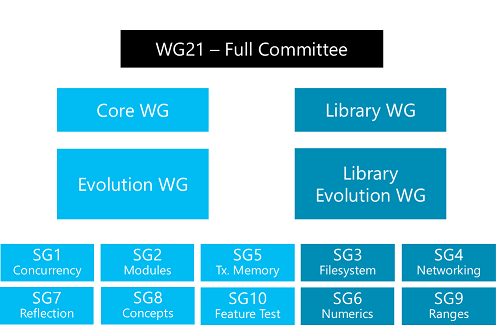 WG21 – Full Committee
Core WG
Library WG
Evolution WG
Library
Evolution WG
SG1
Concurrency
SG2
Modules
SG5
Tx. Memory
SG3
Filesystem
SG4
Networking
SG7
Reflection
SG8
Concepts
SG10
Feature Test
SG6
Numerics
SG9
Ranges